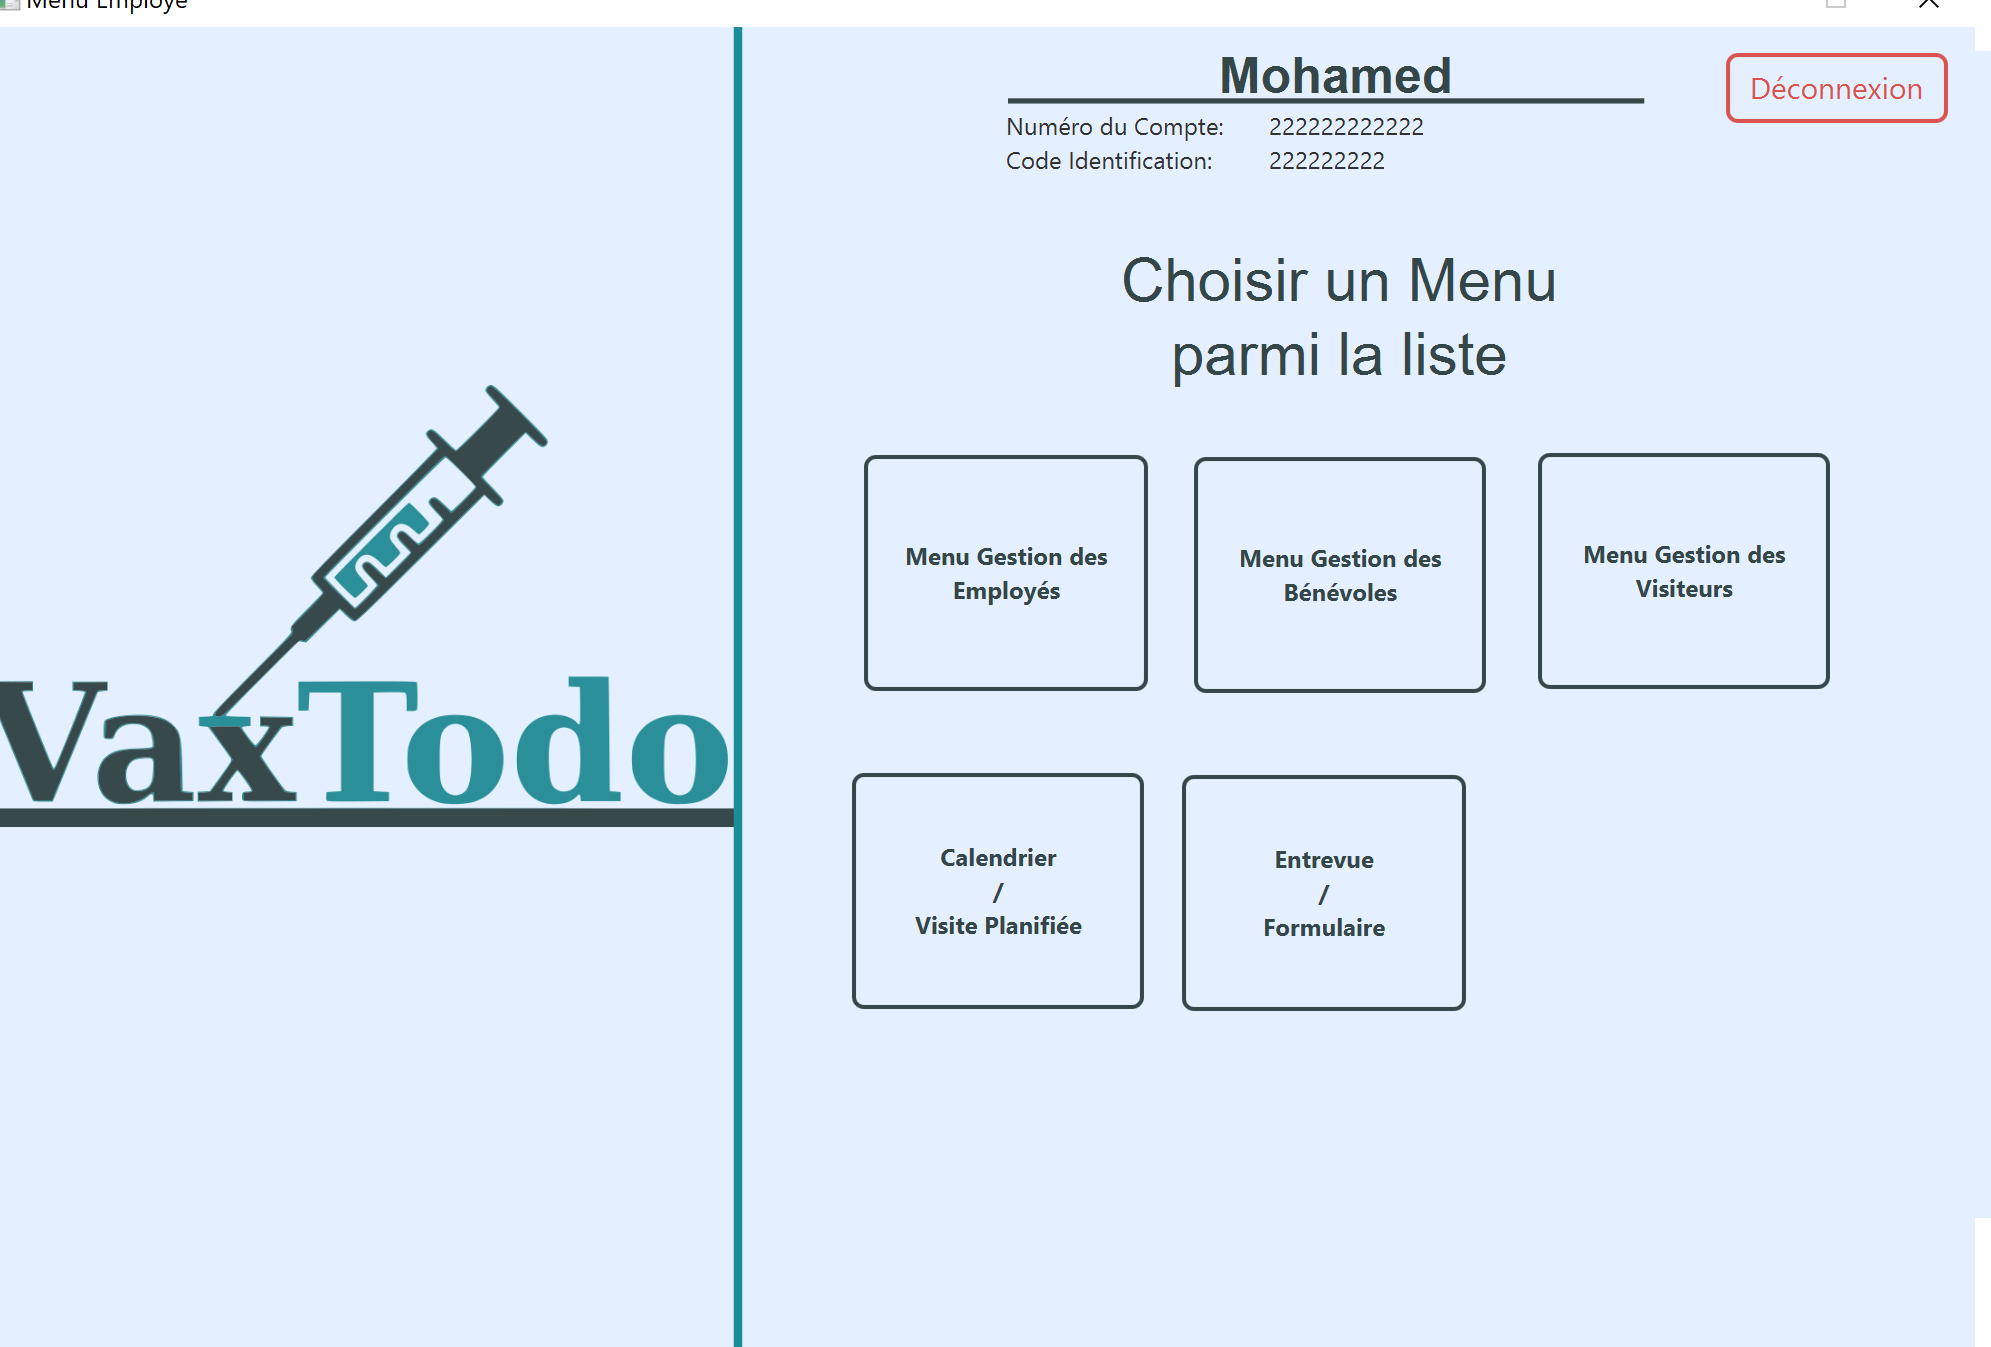 Menu Employé
Mohamed
Déconnexion
Numéro du Compte: 222222222222
Code Identification: 222222222
Choisir un Menu
parmi la liste
Menu Gestion des
Employés
Menu Gestion des
Bénévoles
Menu Gestion des
Visiteurs
VaxTodo
Calendrier
/
Visite Planifiée
Entrevue
/
Formulaire